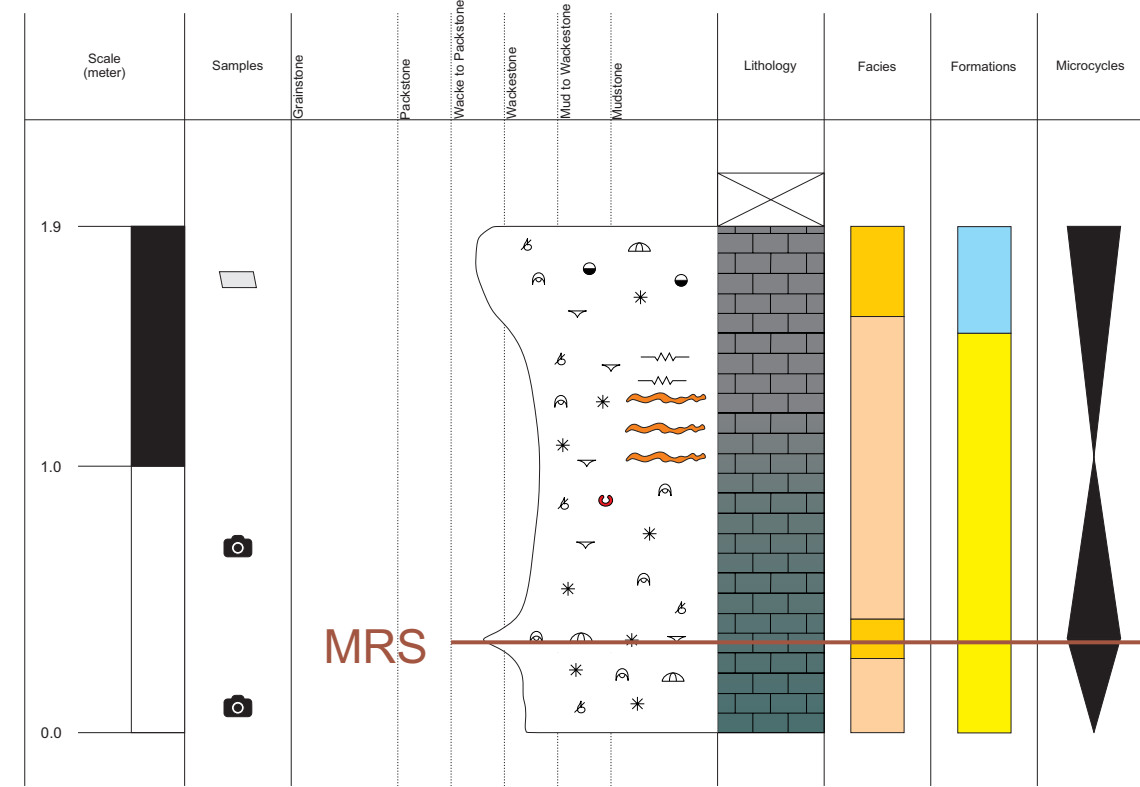 Scale
(meter)
Samples
Grainstone
Packstone
Wacke to Packstone
Wackestone
Mud to Wackestone
Mudstone
Lithology
Facies
Formations
Microcycles
1.9
1.0
MRS
0.0